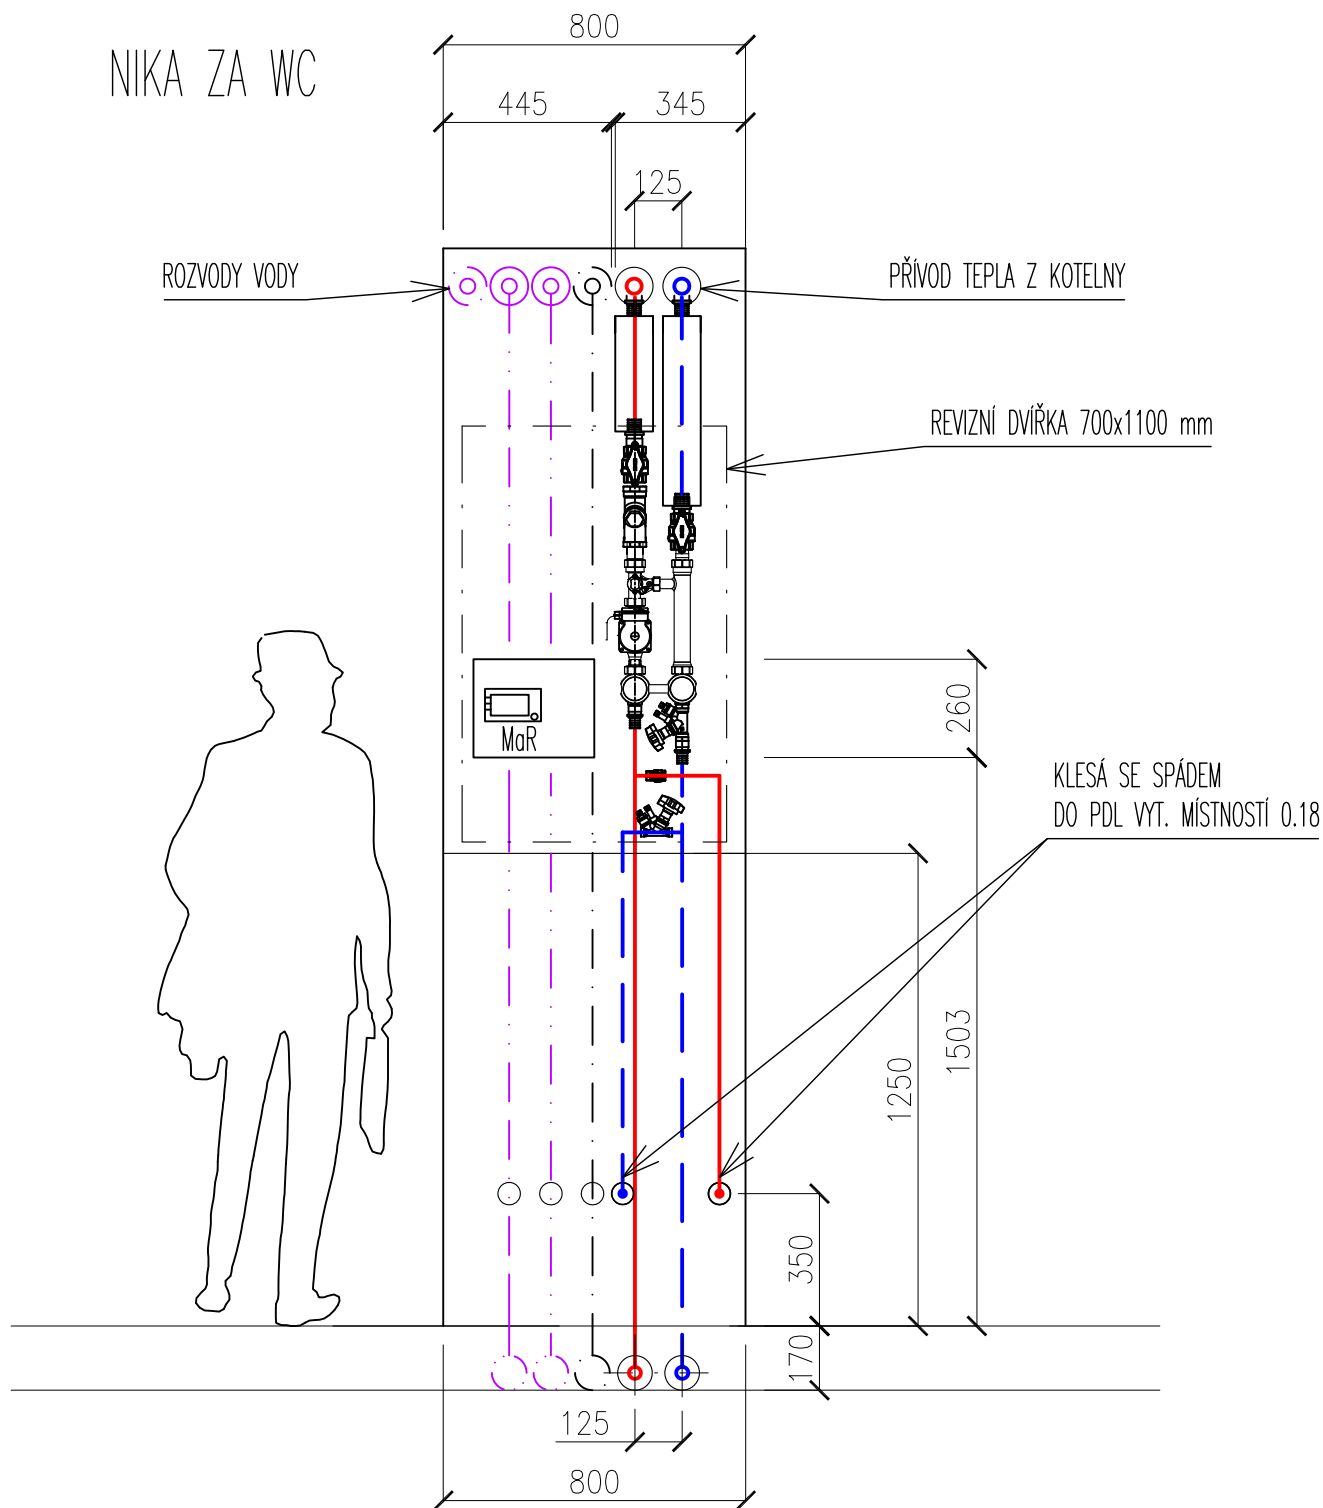 800
NIKA ZA WC
445
345
125
ROZVODY VODY
PŘÍVOD TEPLA Z KOTELNY
REVIZNÍ DVÍŘKA 700x1100 mm
260
MaR
KLESÁ SE SPÁDEM
DO PDL VYT. MÍSTNOSTÍ 0.18
1503
1250
350
170
125
800